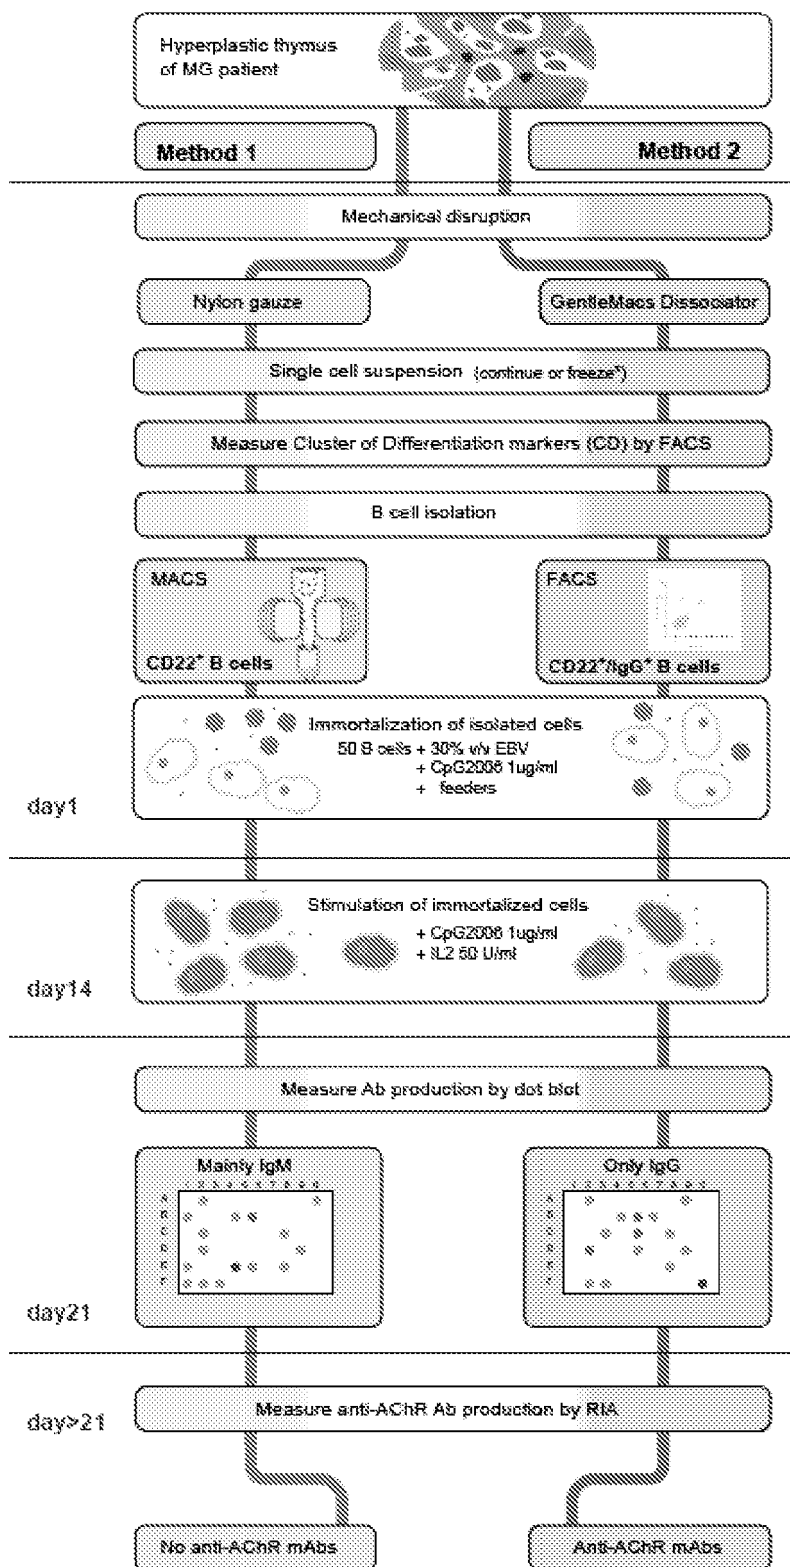 Hyperplastic thymus
of MG patient
Method 1
Method 2
Mechanical disruption
Nylon gauze
GentleMacs Dissociator
Single cell suspension (continue or freeze*)
Measure Cluster of Differentiation markers (CD) by FACS
B cell isolation
MACS
CD22+ B cells
FACS
CD22+/IgG+ B cells
Immortalization of isolated cells
50 B cells + 30% v/v EBV
+ CpG2006 1ug/ml
+ feeders
day1
Stimulation of immortalized cells
+ CpG2006 1ug/ml
+ IL2 50 U/ml
day14
Measure Ab production by dot blot
Mainly IgM
Only IgG
day21
Measure anti-AChR Ab production by RIA
day>21
No anti-AChR mAbs
Anti-AChR mAbs